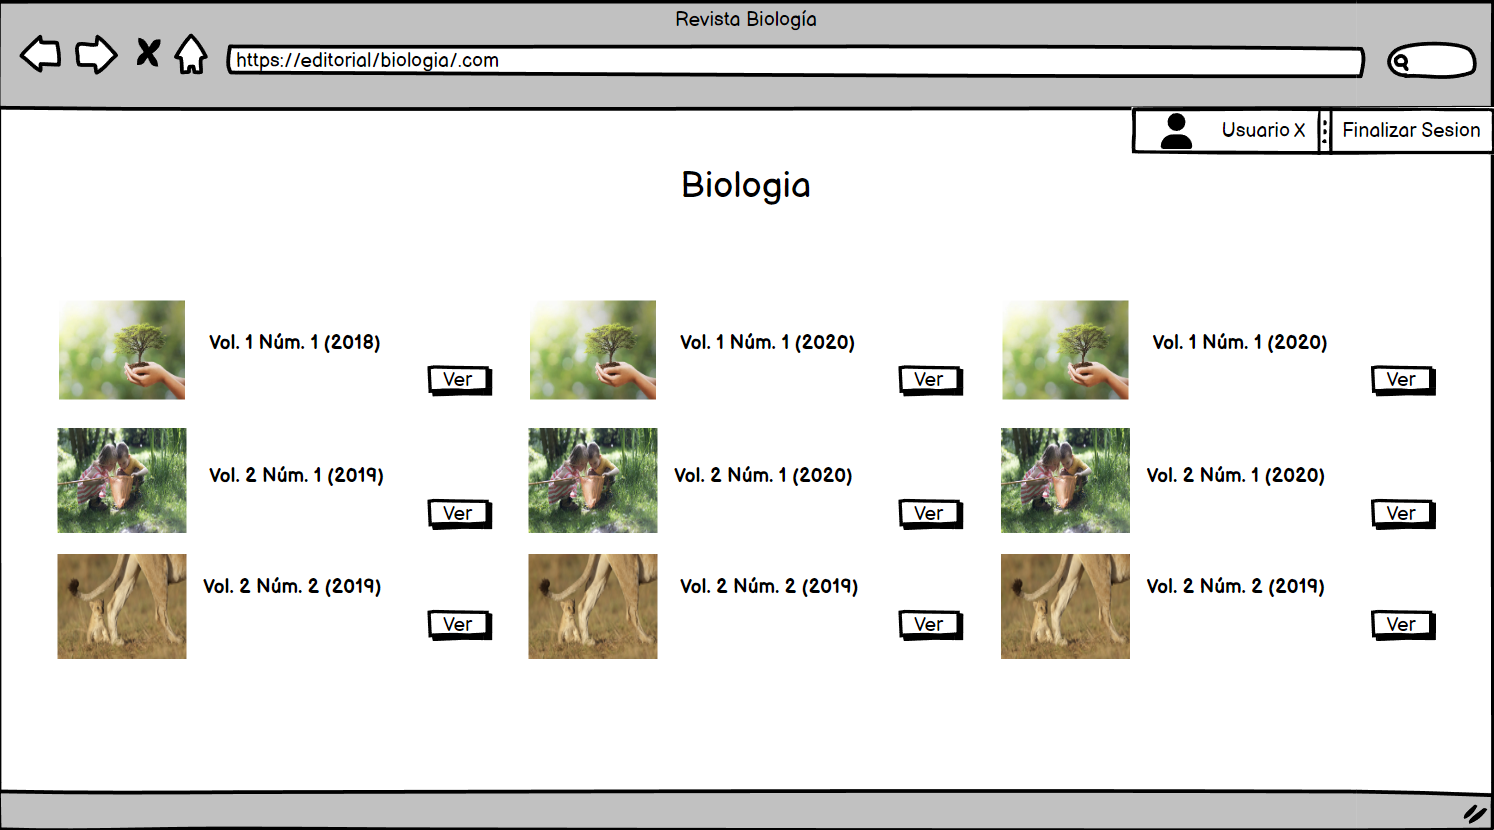 Revista Biología
https://editorial/biologia/.com
Usuario X
Finalizar Sesion
Biologia
Vol. 1 Núm. 1 (2018)
Ver
Vol. 1 Núm. 1 (2020)
Ver
Vol. 1 Núm. 1 (2020)
Ver
Vol. 2 Núm. 1 (2019)
Ver
Vol. 2 Núm. 1 (2020)
Ver
Vol. 2 Núm. 1 (2020)
Ver
Vol. 2 Núm. 2 (2019)
Ver
Vol. 2 Núm. 2 (2019)
Ver
Vol. 2 Núm. 2 (2019)
Ver